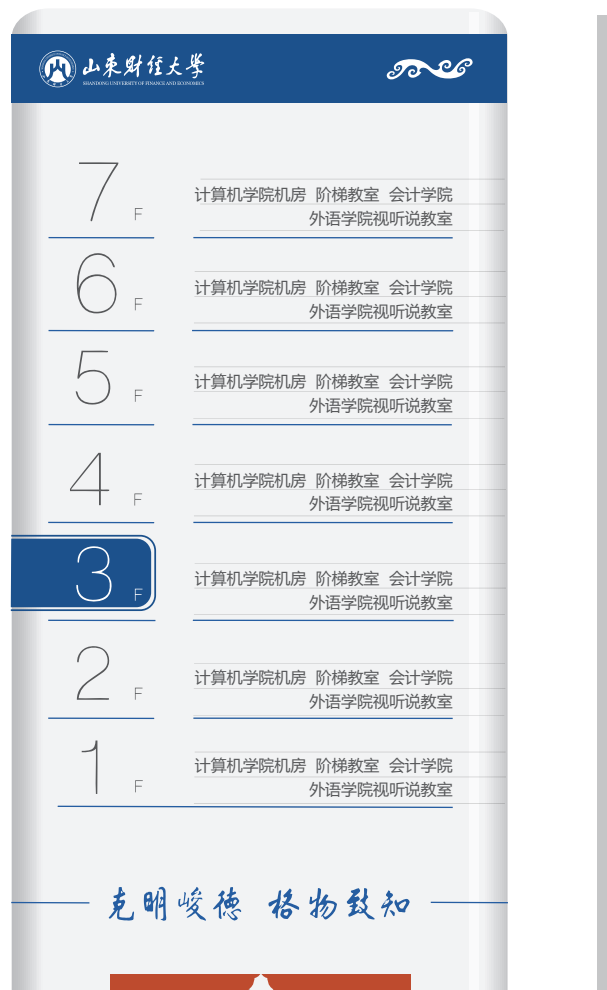 山东财经大学
SHANDONG UNIVERSITY OF FINANCE AND ECONOMICS
7 F
计算机学院机房 阶梯教室 会计学院
外语学院视听说教室
6 F
计算机学院机房 阶梯教室 会计学院
外语学院视听说教室
5 F
计算机学院机房 阶梯教室 会计学院
外语学院视听说教室
4 F
计算机学院机房 阶梯教室 会计学院
外语学院视听说教室
3 F
计算机学院机房 阶梯教室 会计学院
外语学院视听说教室
2 F
计算机学院机房 阶梯教室 会计学院
外语学院视听说教室
1 F
计算机学院机房 阶梯教室 会计学院
外语学院视听说教室
克明峻德 格物致知